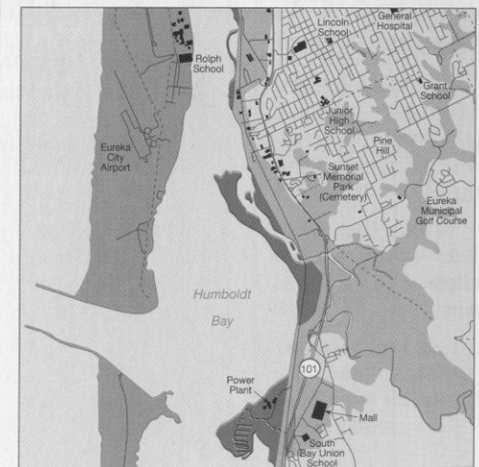 General
Hospital
Lincoln
School
Rolph
School
Grant
School
Junior
High
School
Eureka
City
Airport
Pine
Hill
Sunset
Memorial
Park
(Cemetery)
Eureka
Municipal
Golf Course
Humboldt
Bay
101
Power
Plant
Mall
South
Bay Union
School